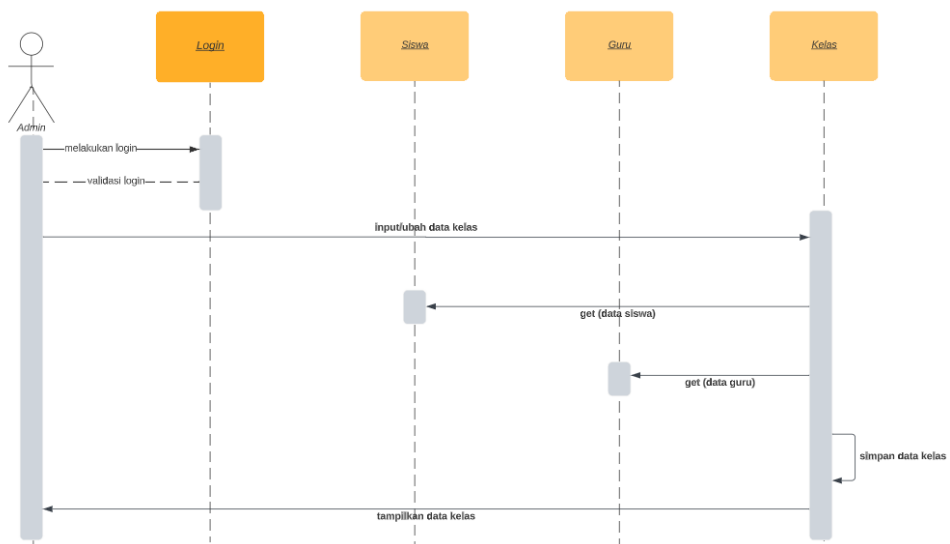 Login
Siswa
Guru
Kelas
Admin
melakukan login
validasi login
input/ubah data kelas
get (data siswa)
get (data guru)
simpan data kelas
tampilkan data kelas